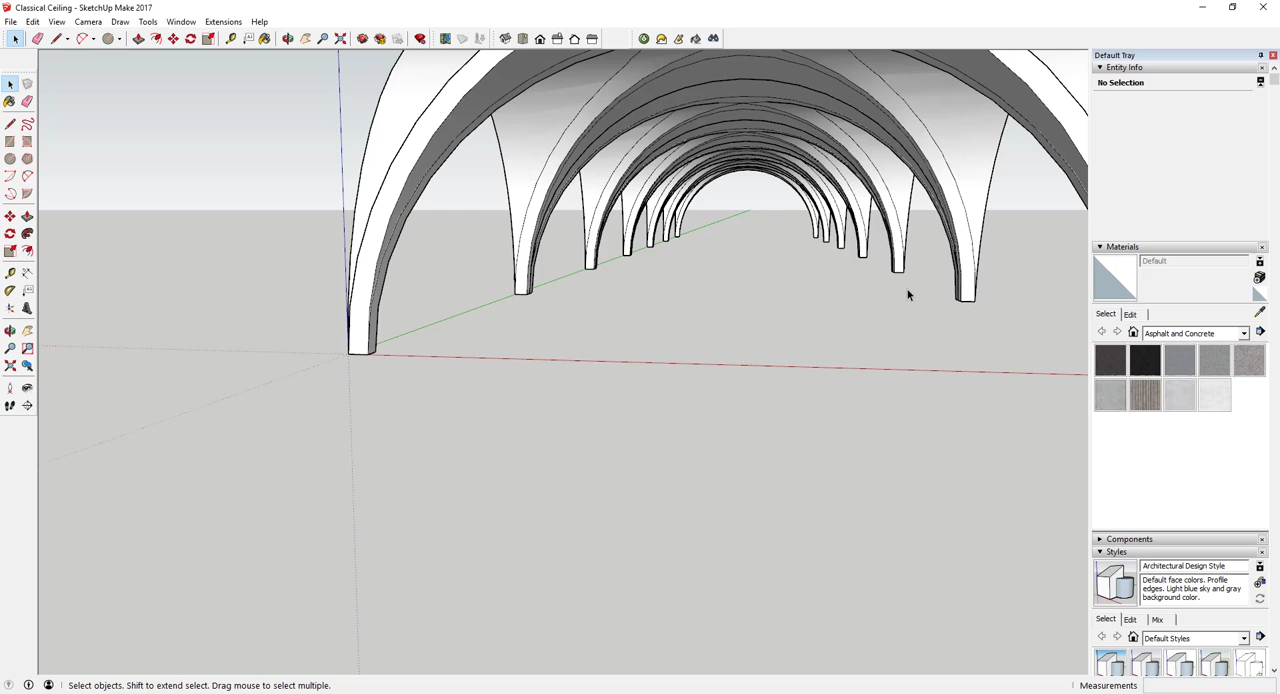 Classical Ceiling - SketchUp Make 2017
File Edit View Camera Draw Tools Window Extensions Help
Default Tray
Entity Info
No Selection
Materials
Default
Select Edit
Asphalt and Concrete
Components
Styles
Architectural Design Style
Default face colors. Profile
edges. Light blue sky and gray
background color.
Select Edit Mix
Default Styles
Select objects. Shift to extend select. Drag mouse to select multiple.
Measurements